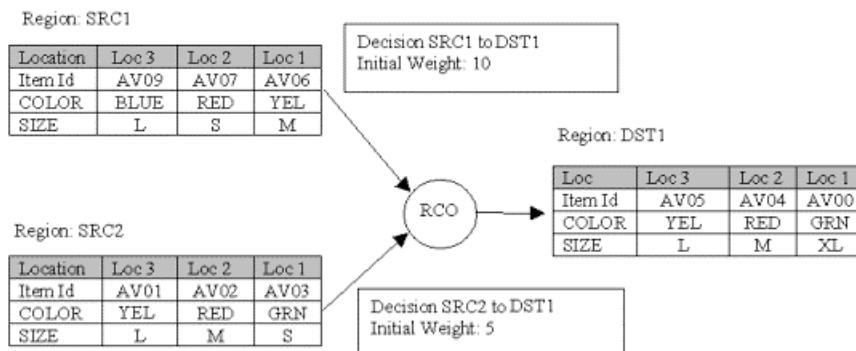 Region: SRC1
Location Loc 3 Loc 2 Loc 1
Item Id AV09 AV07 AV06
COLOR BLUE RED YEL
SIZE L S M
Decision SRC1 to DST1
Initial Weight: 10
Region: DST1
Loc Loc 3 Loc 2 Loc 1
Item Id AV05 AV04 AV00
COLOR YEL RED GRN
SIZE L M XL
RCO
Region: SRC2
Location Loc 3 Loc 2 Loc 1
Item Id AV01 AV02 AV03
COLOR YEL RED GRN
SIZE L M S
Decision SRC2 to DST1
Initial Weight: 5